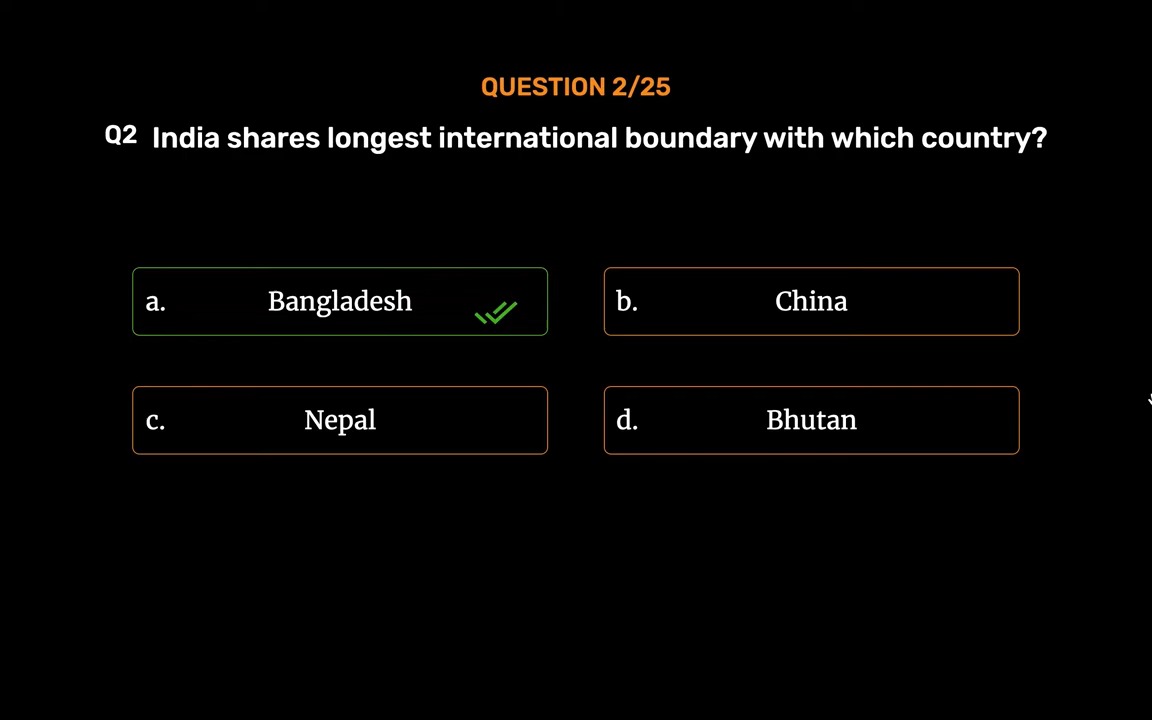 QUESTION 2/25
Q2 India shares longest international boundary with which country?
a. Bangladesh
b. China
c. Nepal
d. Bhutan